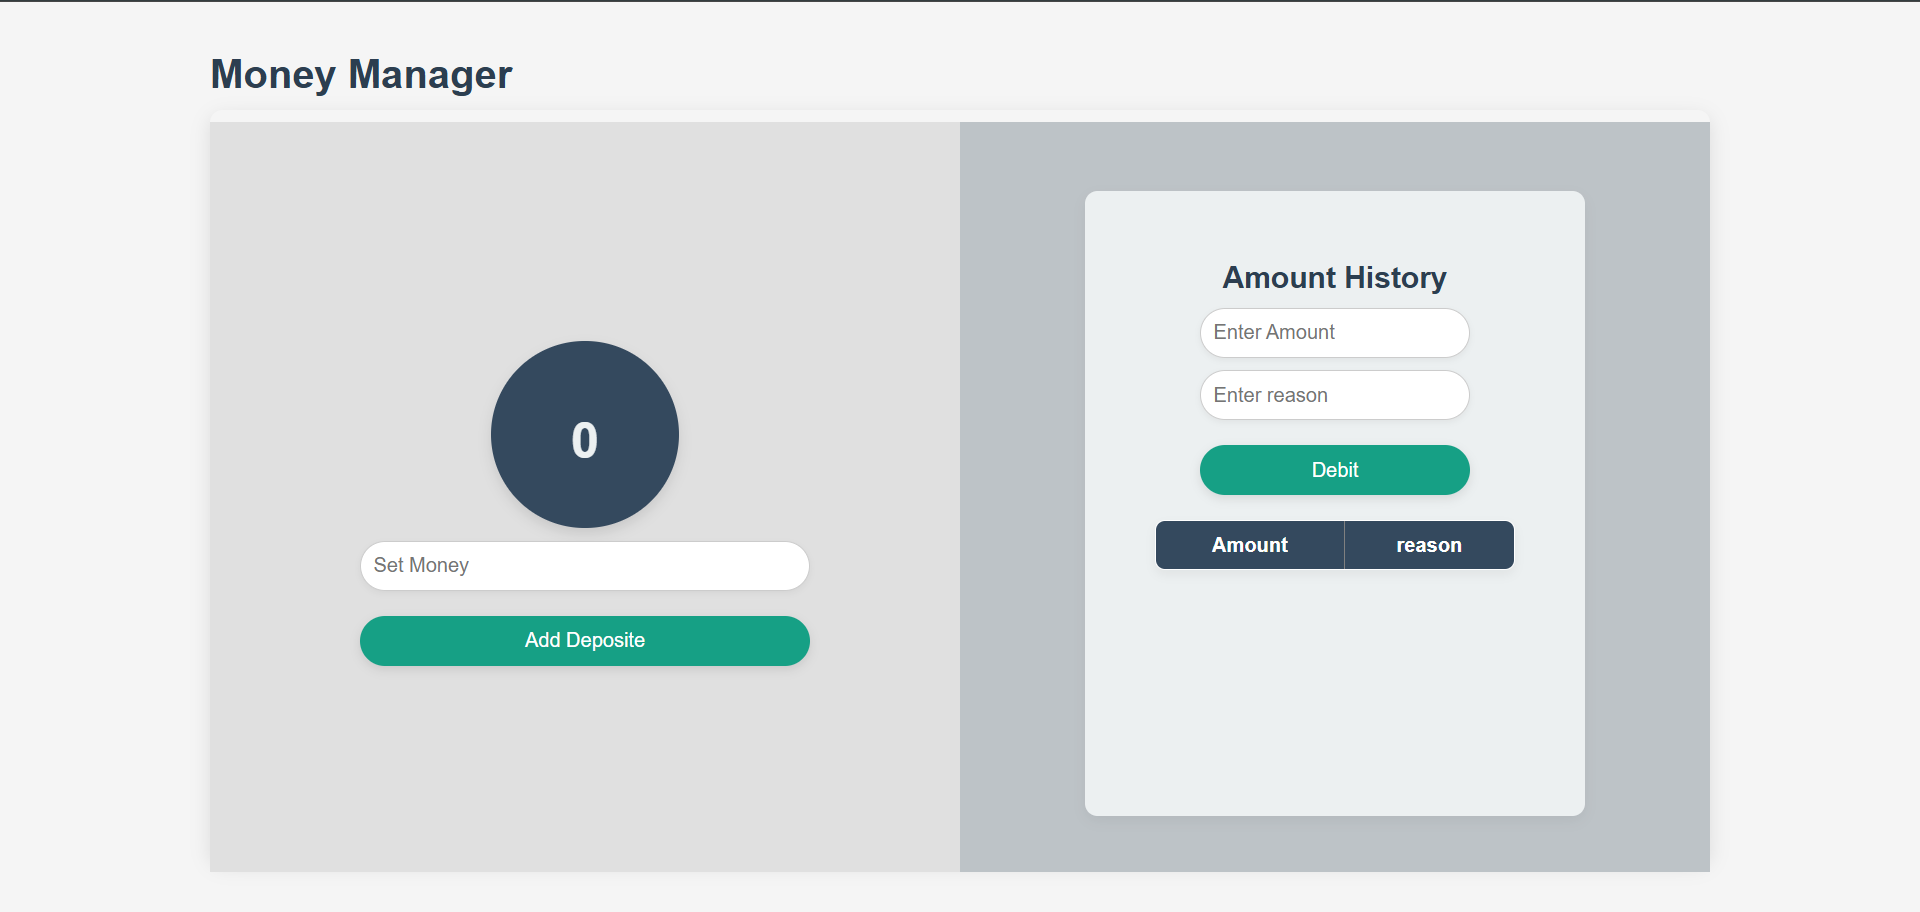 Money Manager
0
Set Money
Add Deposite
Amount History
Enter Amount
Enter reason
Debit
Amount reason